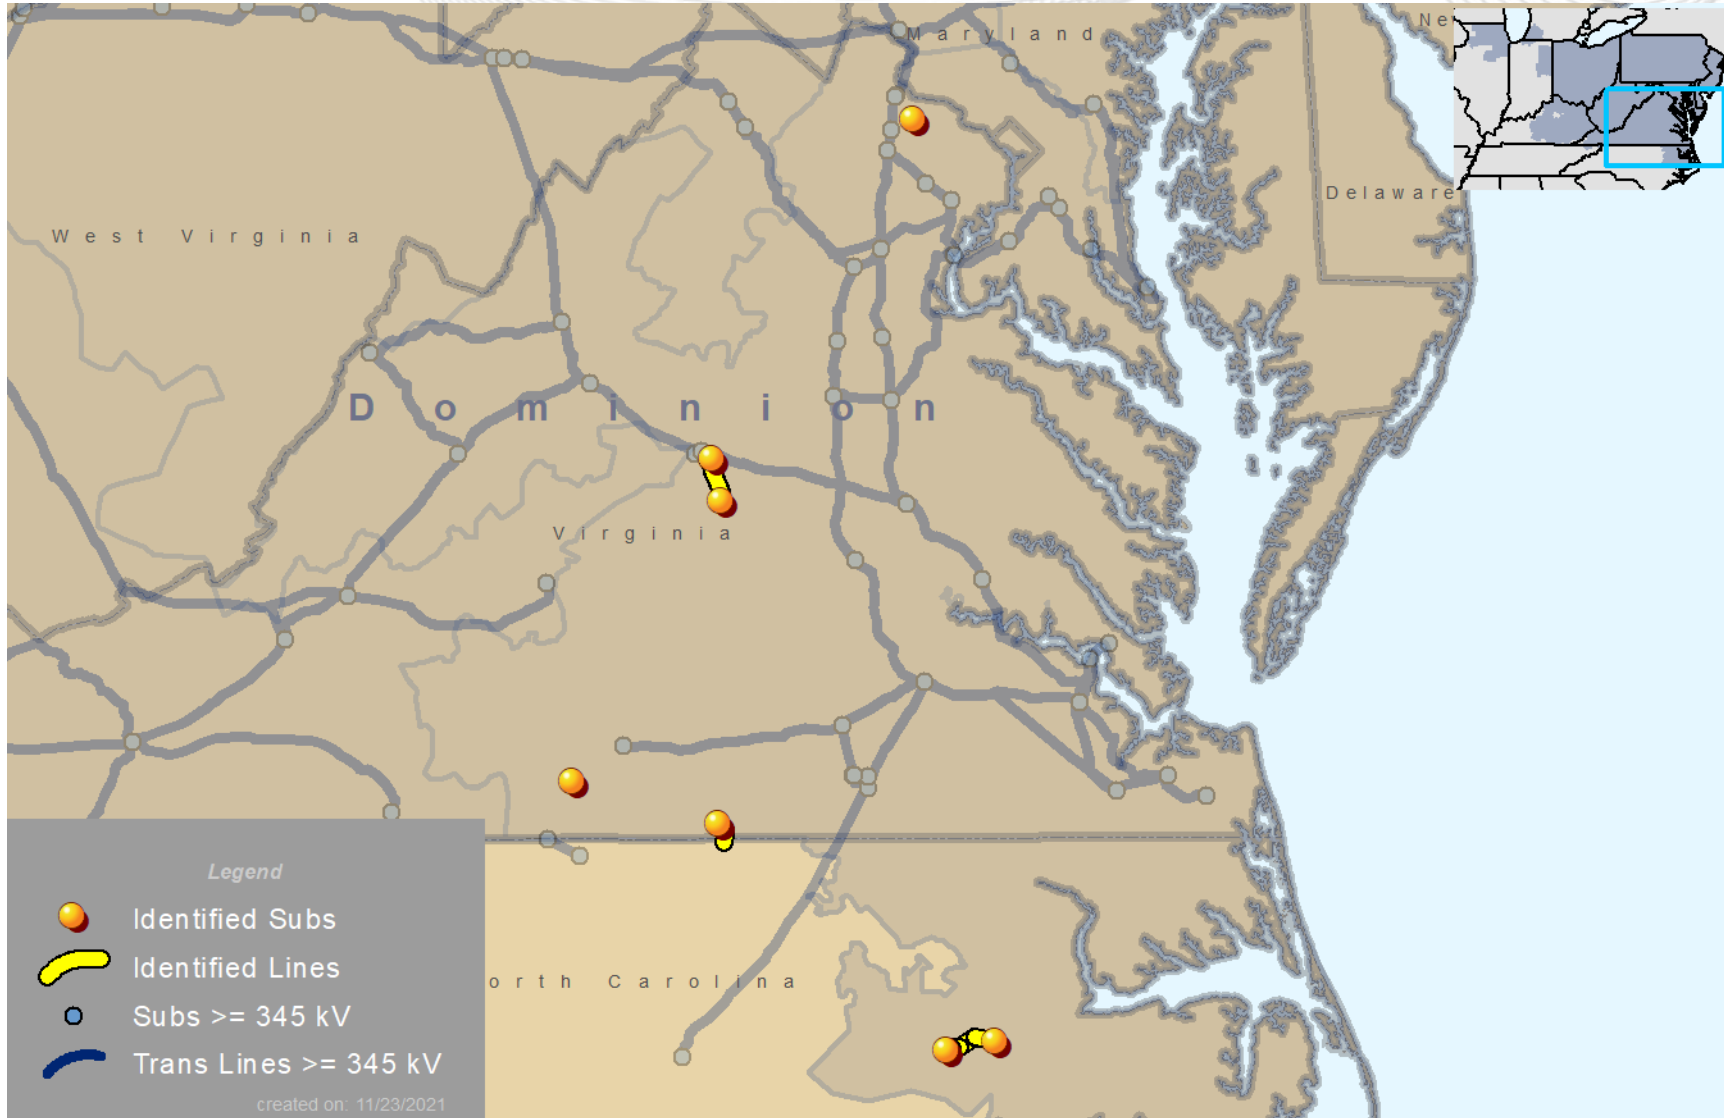 Maryland
Ne
Delaware
West Virginia
Dominion
Virginia
orth Carolina
Legend
Identified Subs
Identified Lines
Subs >= 345 kV
Trans Lines >= 345 kV
created on: 11/23/2021